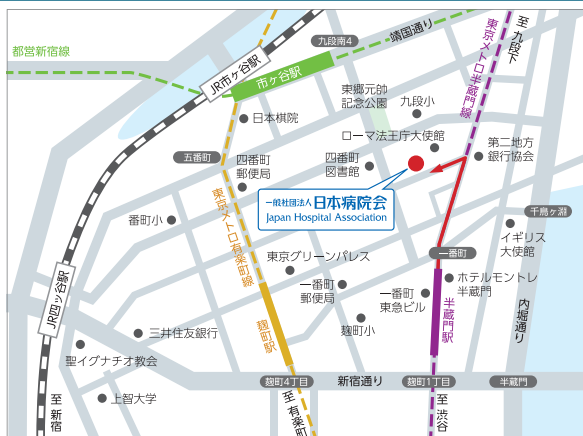 都営新宿線
JR市ヶ谷駅
市ヶ谷駅
九段南4
靖国通り
至 九段下
東京メトロ半蔵門線
東郷元帥
記念公園
九段小
日本棋院
ローマ法王庁大使館
第二地方
銀行協会
五番町
四番町
郵便局
四番町
図書館
一般社団法人 日本病院会
Japan Hospital Association
番町小
東京メトロ有楽町線
千鳥ヶ淵
イギリス
大使館
一番町
東京グリーンパレス
ホテルモントレ
半蔵門
一番町
郵便局
一番町
東急ビル
半蔵門駅
内堀通り
JR四ッ谷駅
麹町駅
麹町小
三井住友銀行
聖イグナチオ教会
麹町4丁目
新宿通り
麹町1丁目
半蔵門
上智大学
至 新宿
至 有楽町
至 渋谷